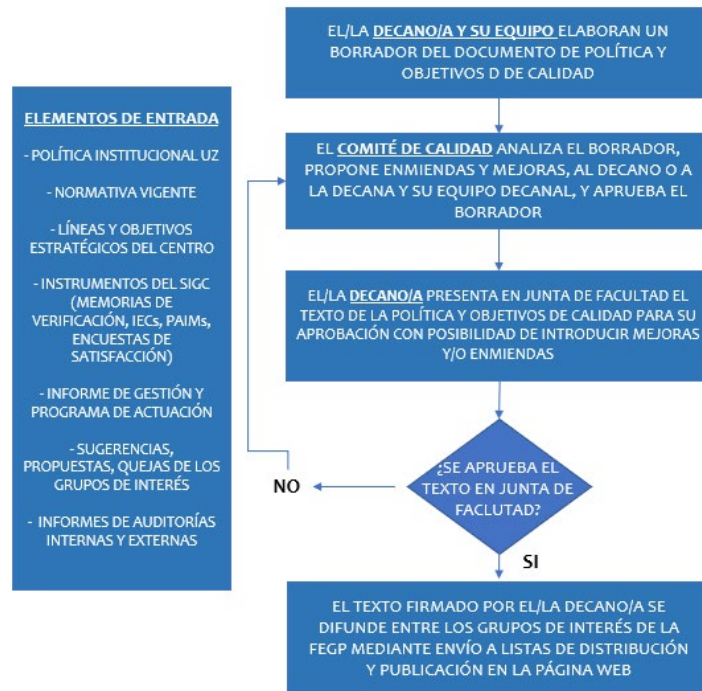 EL/LA DECANO/A Y SU EQUIPO ELABORAN UN
BORRADOR DEL DOCUMENTO DE POLÍTICA Y
OBJETIVOS D DE CALIDAD
ELEMENTOS DE ENTRADA
- POLÍTICA INSTITUCIONAL UZ
- NORMATIVA VIGENTE
- LÍNEAS Y OBJETIVOS
ESTRATÉGICOS DEL CENTRO
- INSTRUMENTOS DEL SIGC
(MEMORIAS DE
VERIFICACIÓN, IECs, PAIMs,
ENCUESTAS DE
SATISFACCIÓN)
- INFORME DE GESTIÓN Y
PROGRAMA DE ACTUACIÓN
- SUGERENCIAS,
PROPUESTAS, QUEJAS DE LOS
GRUPOS DE INTERÉS
- INFORMES DE AUDITORÍAS
INTERNAS Y EXTERNAS
EL COMITÉ DE CALIDAD ANALIZA EL BORRADOR,
PROPONE ENMIENDAS Y MEJORAS, AL DECANO O A
LA DECANA Y SU EQUIPO DECANAL, Y APRUEBA EL
BORRADOR
EL/LA DECANO/A PRESENTA EN JUNTA DE FACULTAD EL
TEXTO DE LA POLÍTICA Y OBJETIVOS DE CALIDAD PARA SU
APROBACIÓN CON POSIBILIDAD DE INTRODUCIR MEJORAS
Y/O ENMIENDAS
¿SE APRUEBA EL
TEXTO EN JUNTA DE
FACLUTAD?
NO
SI
EL TEXTO FIRMADO POR EL/LA DECANO/A SE
DIFUNDE ENTRE LOS GRUPOS DE INTERÉS DE LA
FEGP MEDIANTE ENVÍO A LISTAS DE DISTRIBUCIÓN
Y PUBLICACIÓN EN LA PÁGINA WEB